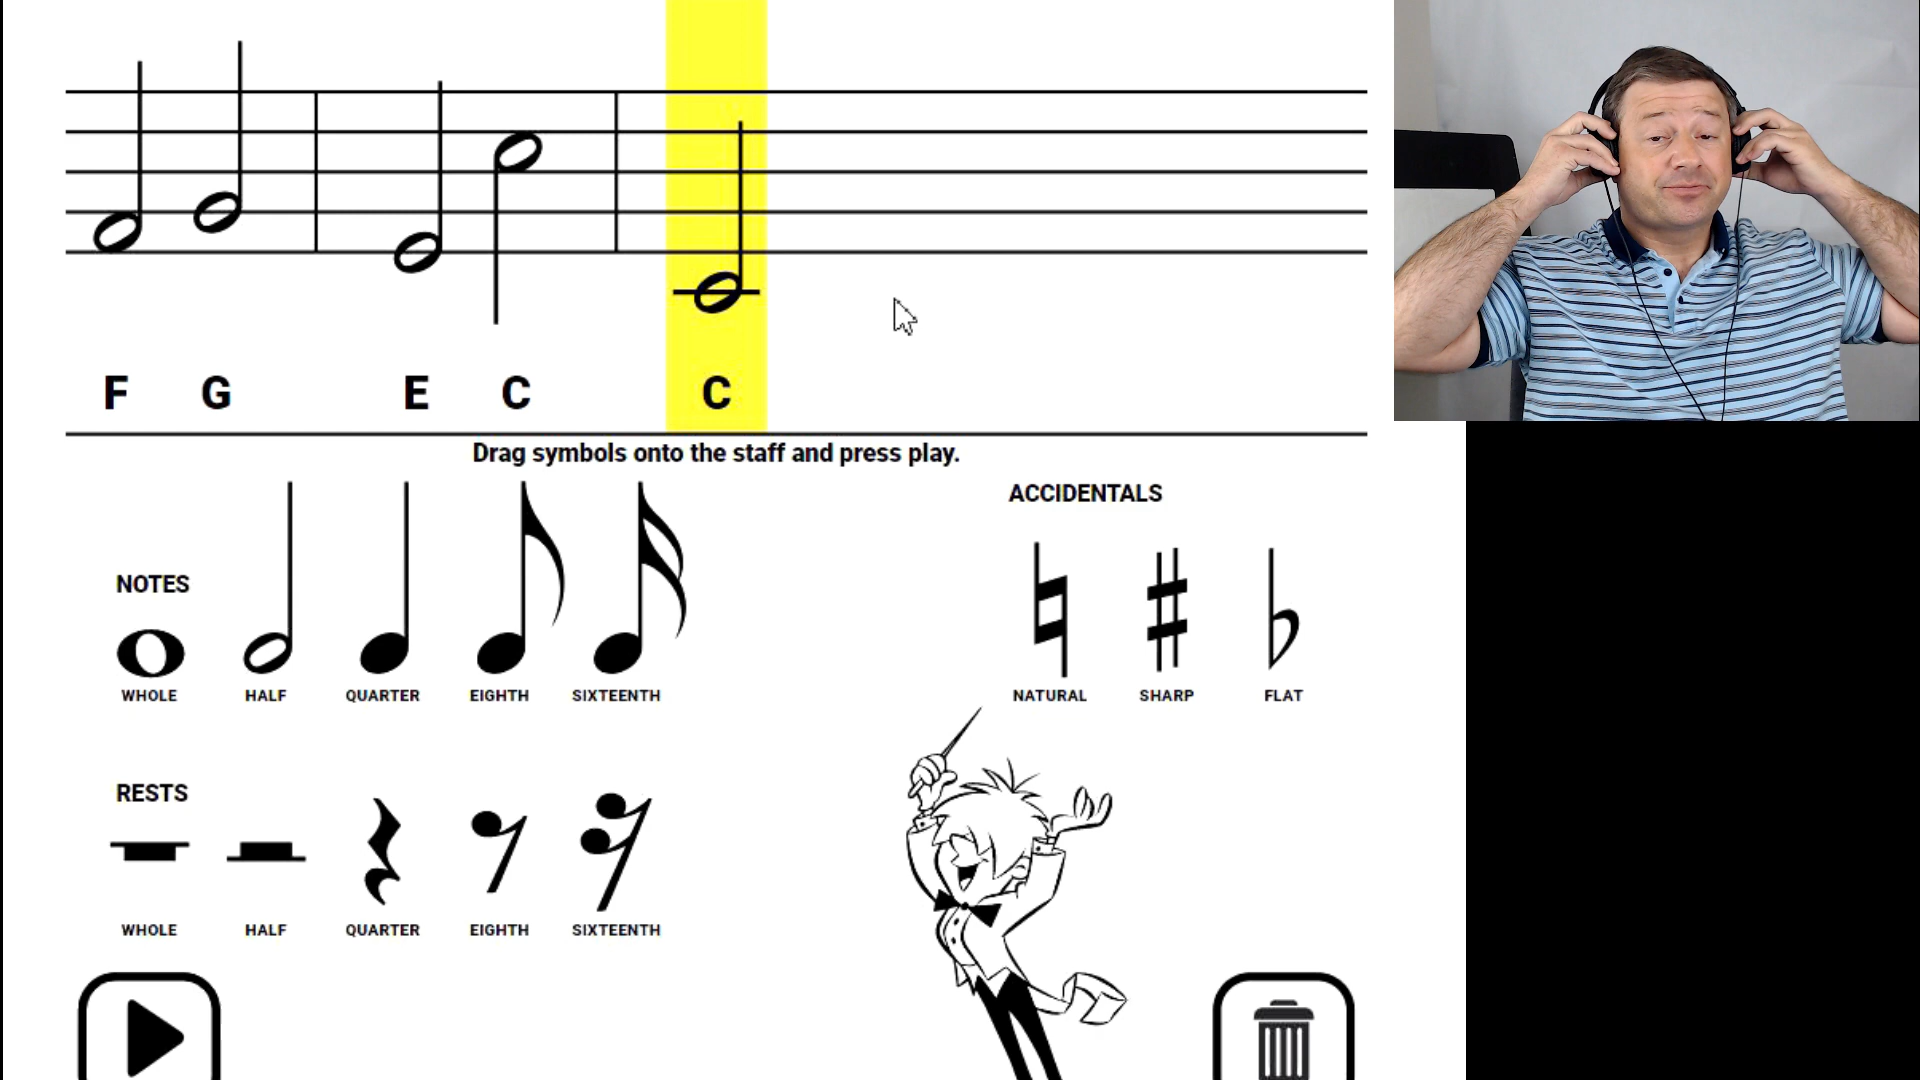 F G E C C
Drag symbols onto the staff and press play.
ACCIDENTALS
NOTES
WHOLE HALF QUARTER EIGHTH SIXTEENTH
NATURAL SHARP FLAT
RESTS
WHOLE HALF QUARTER EIGHTH SIXTEENTH